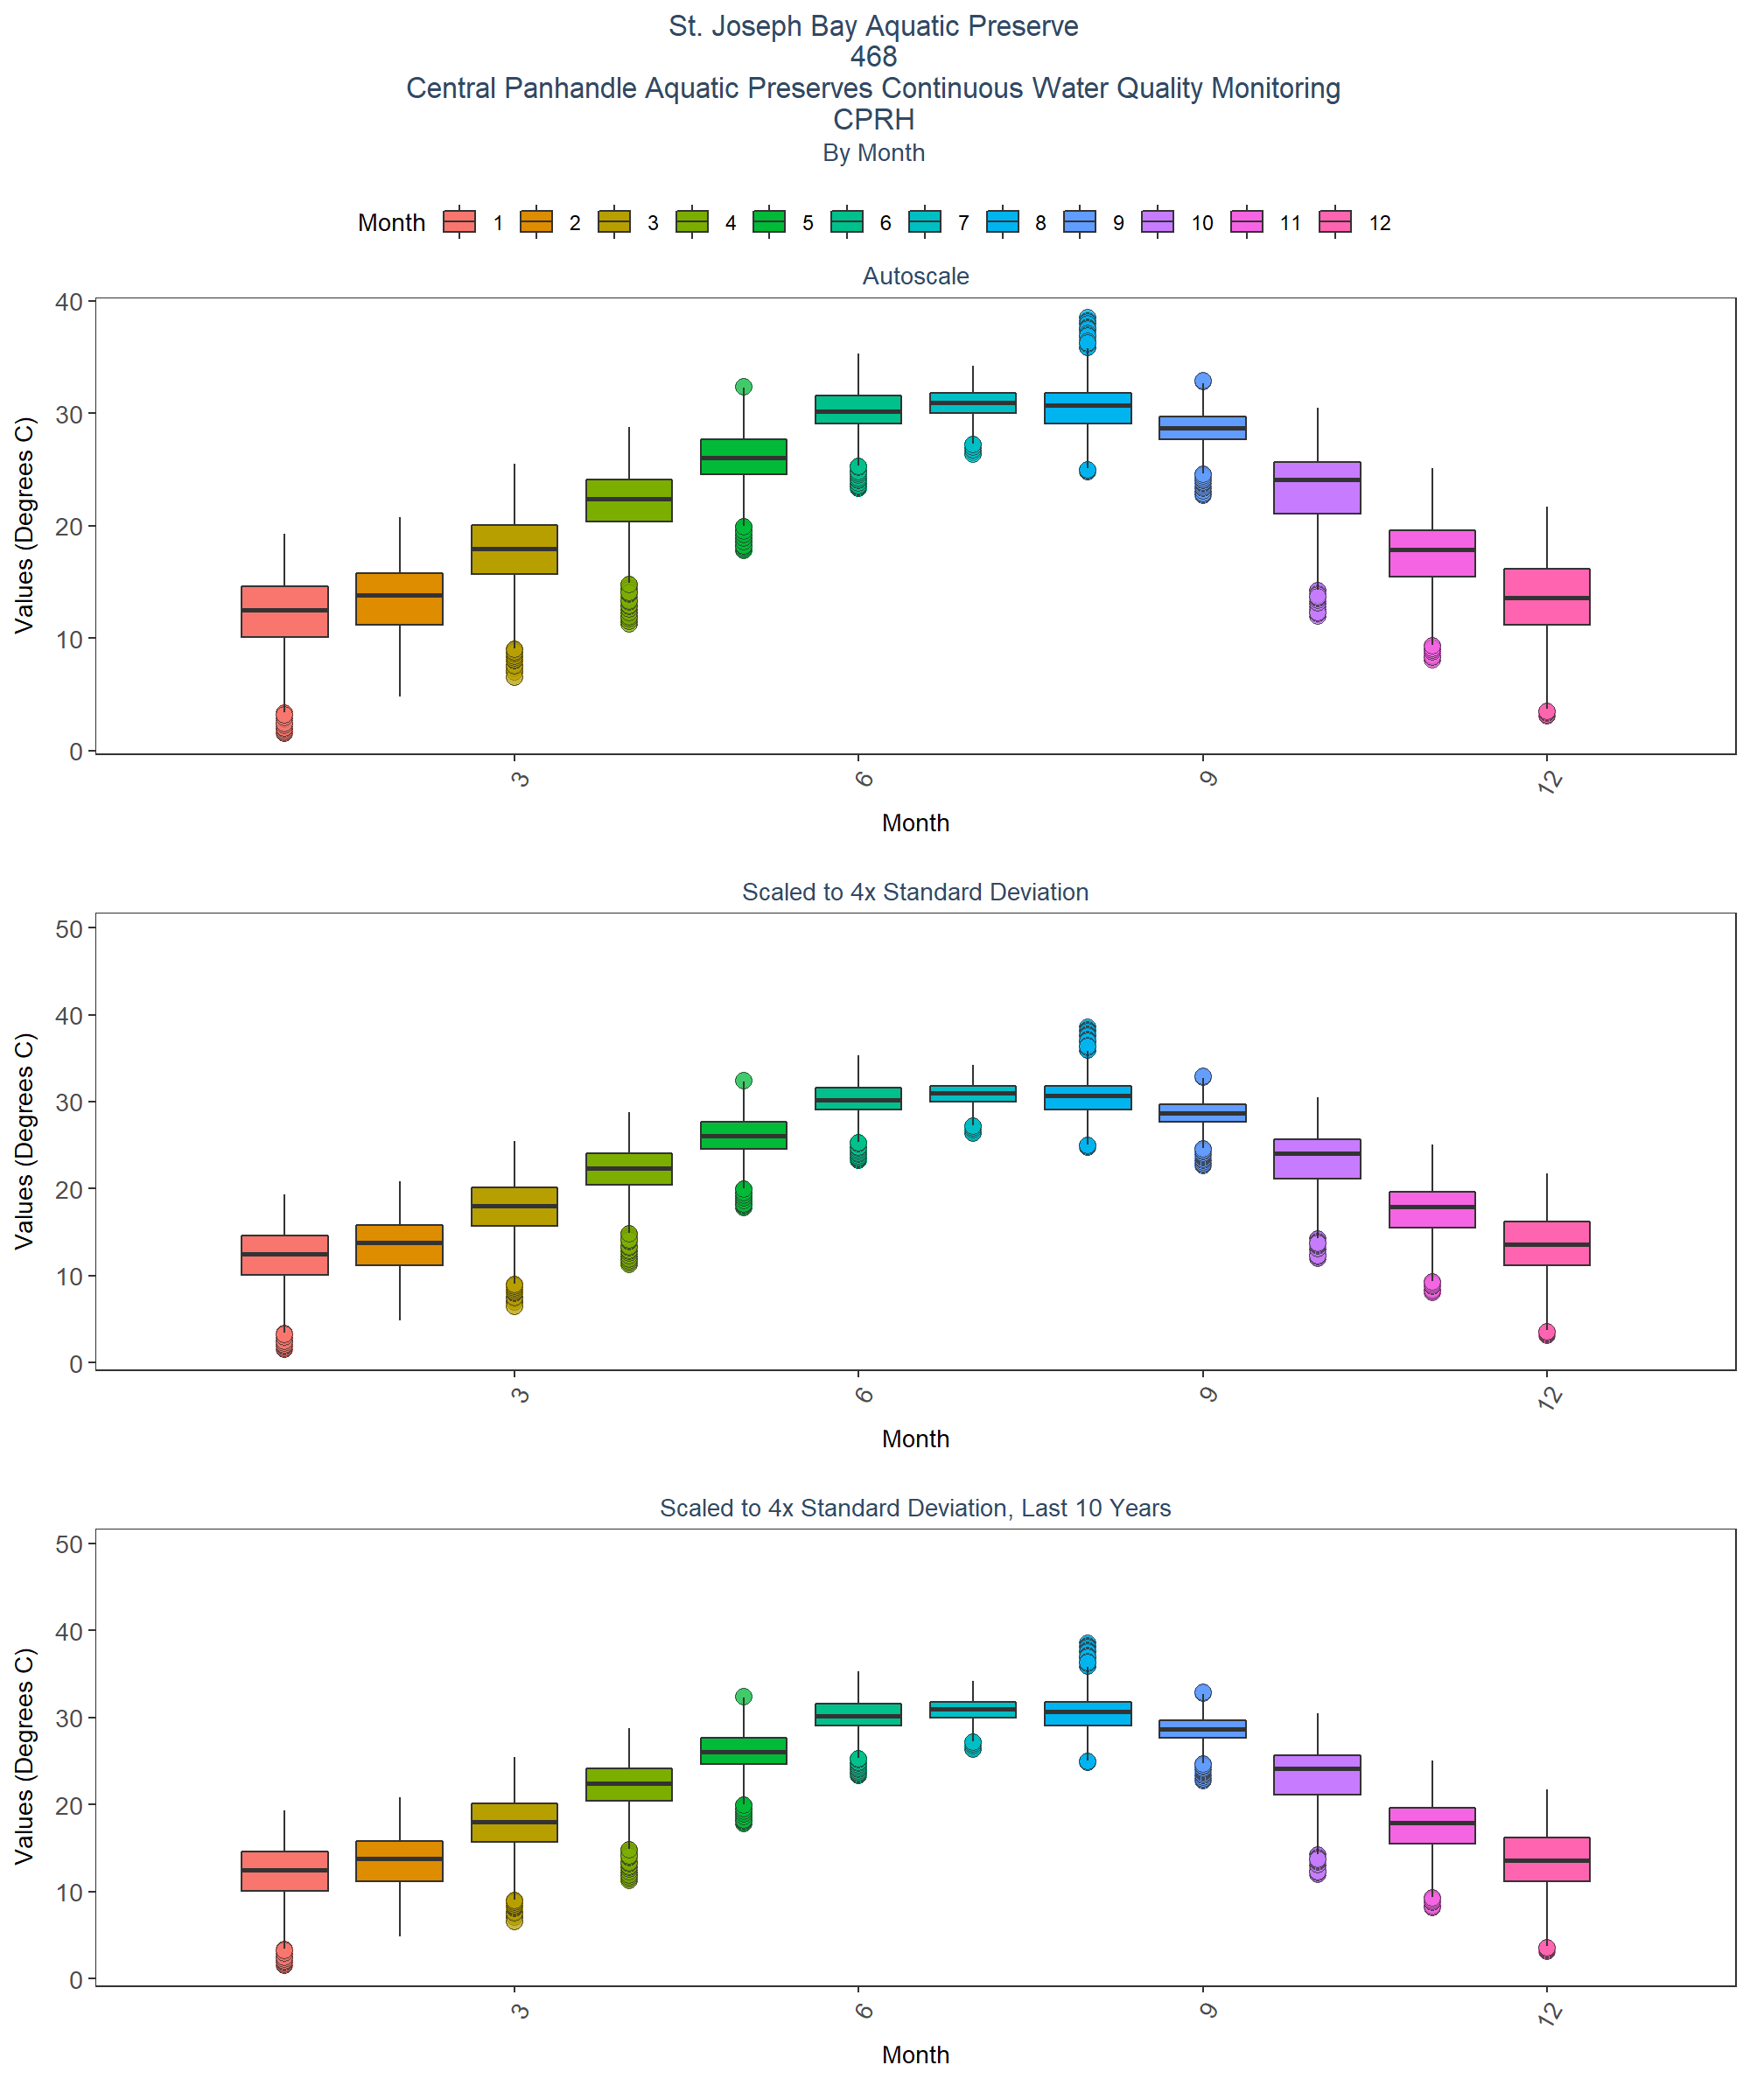 St. Joseph Bay Aquatic Preserve
468
Central Panhandle Aquatic Preserves Continuous Water Quality Monitoring
CPRH
By Month
Month 1 2 3 4 5 6 7 8 9 10 11 12
Autoscale
Values (Degrees C)
40
30
20
10
0
3 6 9 12
Month
Scaled to 4x Standard Deviation
Values (Degrees C)
50
40
30
20
10
0
3 6 9 12
Month
Scaled to 4x Standard Deviation, Last 10 Years
Values (Degrees C)
50
40
30
20
10
0
3 6 9 12
Month